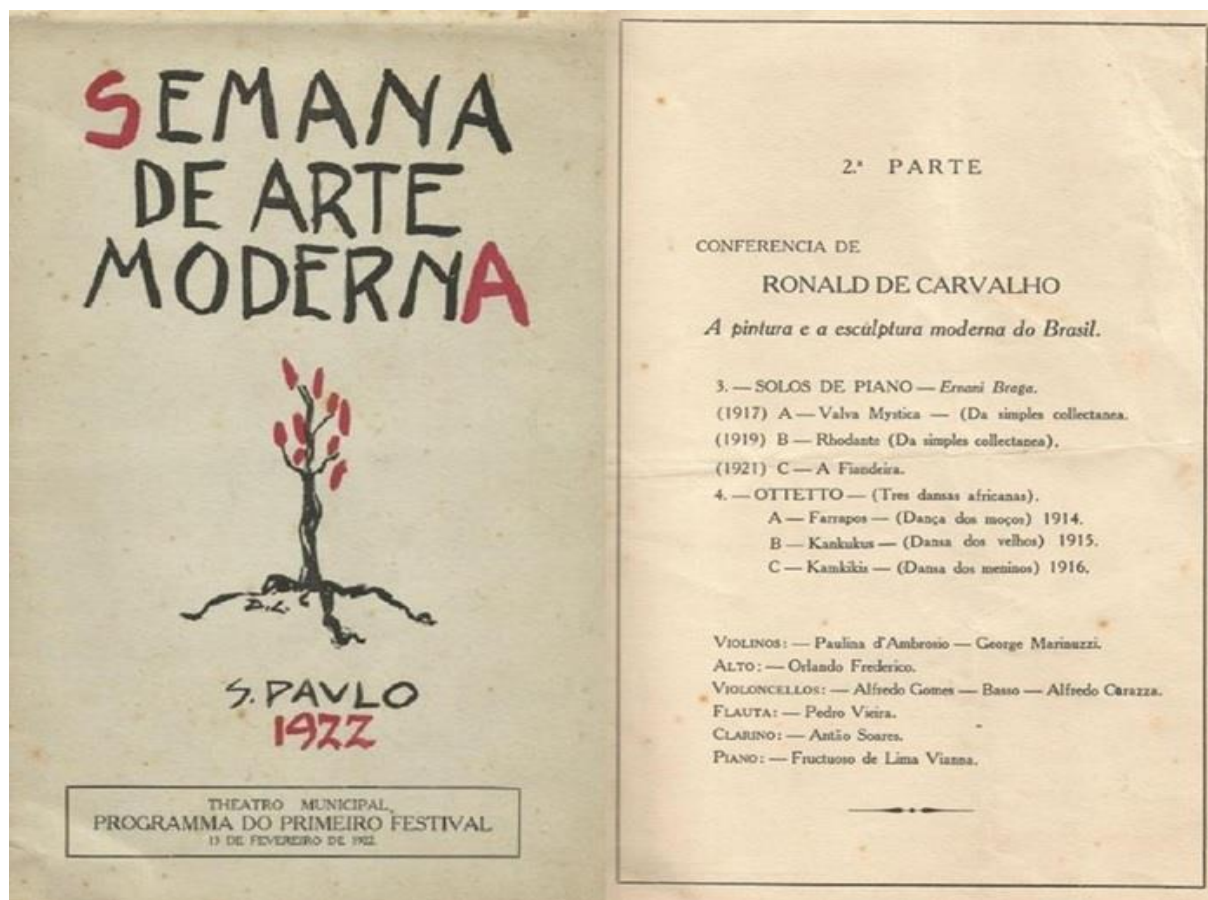 SEMANA
DE ARTE
MODERNA
D.C.
S. PAVLO
1922
THEATRO MUNICIPAL
PROGRAMMA DO PRIMEIRO FESTIVAL
13 DE FEVEREIRO DE 1922
2.ª PARTE
CONFERENCIA DE
RONALD DE CARVALHO
A pintura e a esculptura moderna do Brasil.
3. — SOLOS DE PIANO — Ernani Braga.
(1917) A — Valva Mystica — (Da simples collectanea.
(1919) B — Rhodante (Da simples collectanea).
(1921) C — A Fiandeira.
4. — OTTETTO — (Tres dansas africanas).
A — Farrapos — (Dança dos moços) 1914.
B — Kankukus — (Dansa dos velhos) 1915.
C — Kamkikis — (Dansa dos meninos) 1916.
VIOLINOS: — Paulina d'Ambrosio — George Marinuzzi.
ALTO: — Orlando Frederico.
VIOLONCELLOS: — Alfredo Gomes — Basso — Alfredo Carazza.
FLAUTA: — Pedro Vieira.
CLARINO: — Antão Soares.
PIANO: — Fructuoso de Lima Vianna.